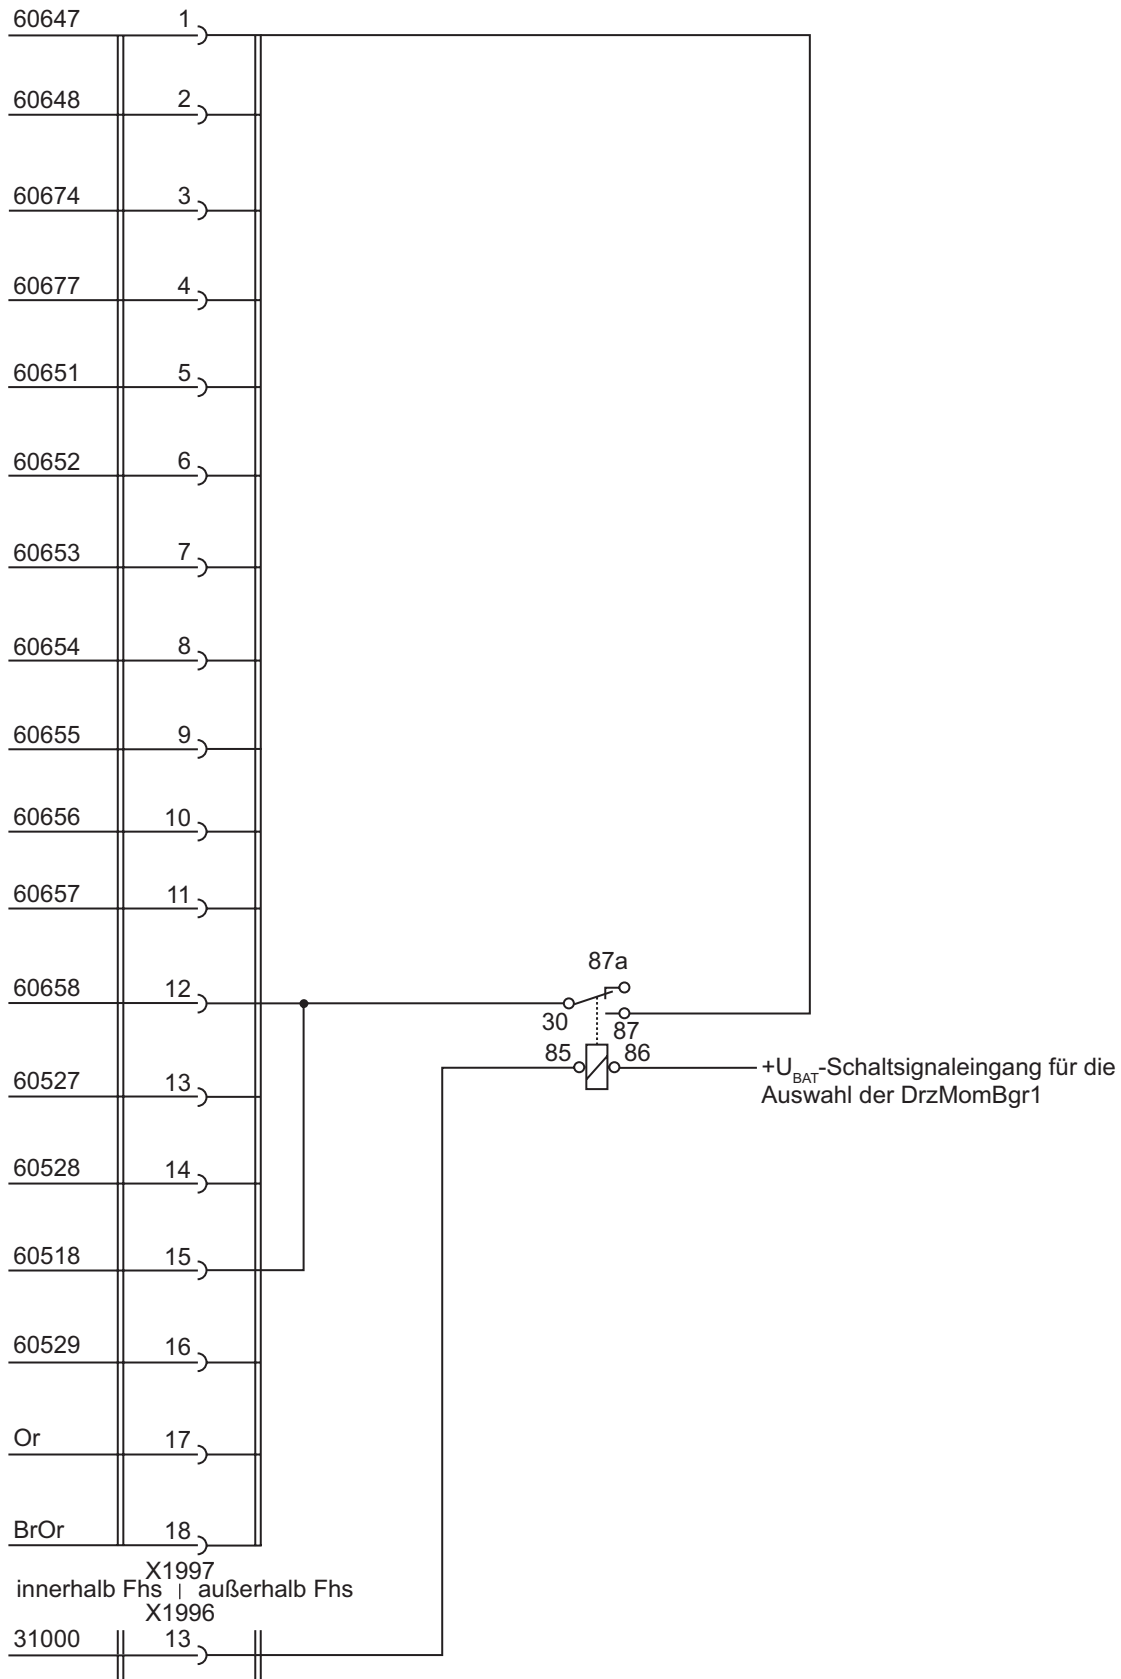 60647 1
60648 2
60674 3
60677 4
60651 5
60652 6
60653 7
60654 8
60655 9
60656 10
60657 11
87a
60658 12
30 87
85 86
+UBAT-Schaltsignaleingang für die
Auswahl der DrzMomBgr1
60527 13
60528 14
60518 15
60529 16
Or 17
BrOr 18
X1997
innerhalb Fhs | außerhalb Fhs
X1996
31000 13